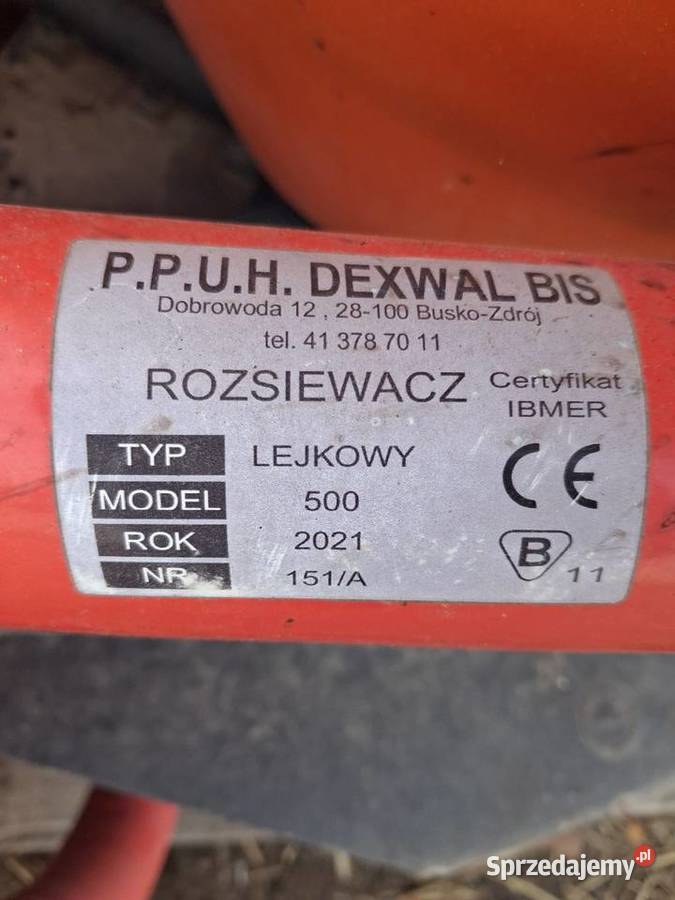 P.P.U.H. DEXWAL BIS
Dobrowoda 12 , 28-100 Busko-Zdrój
tel. 41 378 70 11
ROZSIEWACZ
Certyfikat
IBMER
TYP LEJKOWY
MODEL 500
CE
ROK 2021
NR 151/A
B
11
Sprzedajemy.pl